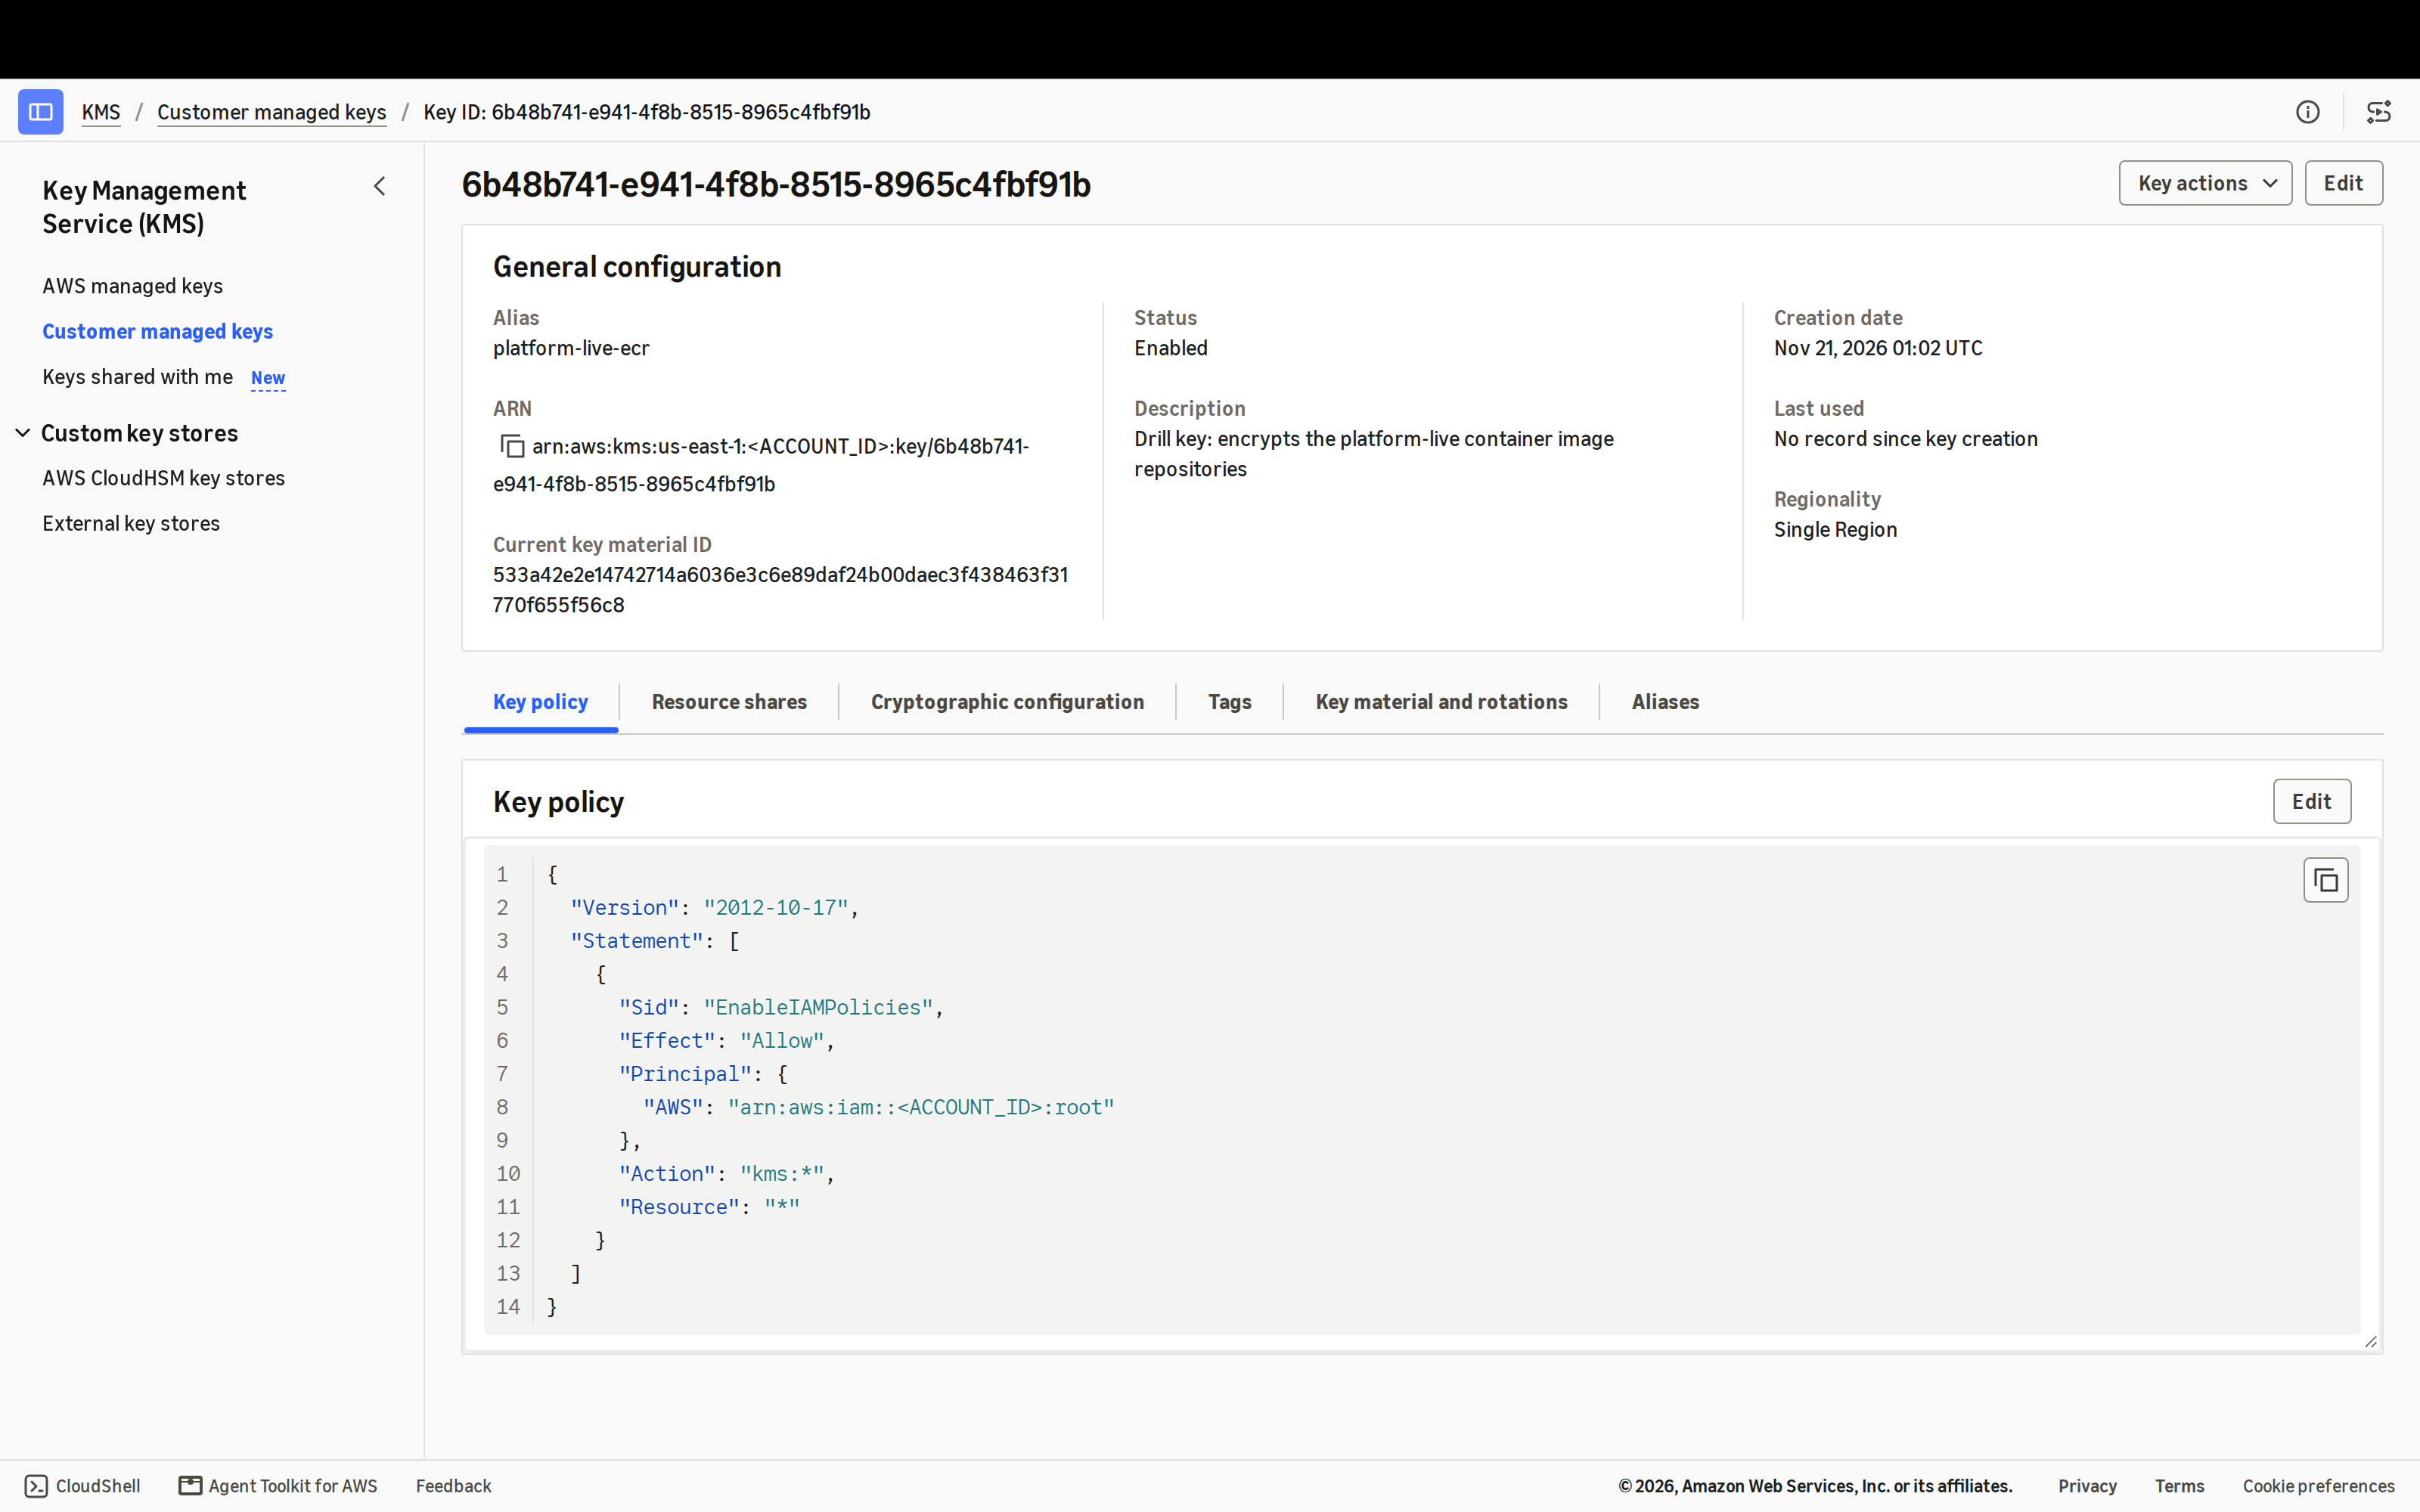 KMS / Customer managed keys / Key ID: 6b48b741-e941-4f8b-8515-8965c4fbf91b
Key Management
Service (KMS)
AWS managed keys
Customer managed keys
Keys shared with me New
Custom key stores
AWS CloudHSM key stores
External key stores
6b48b741-e941-4f8b-8515-8965c4fbf91b
Key actions
Edit
General configuration
Alias
platform-live-ecr
ARN
arn:aws:kms:us-east-1:<ACCOUNT_ID>:key/6b48b741-
e941-4f8b-8515-8965c4fbf91b
Current key material ID
533a42e2e14742714a6036e3c6e89daf24b00daec3f438463f31
770f655f56c8
Status
Enabled
Description
Drill key: encrypts the platform-live container image
repositories
Creation date
Nov 21, 2026 01:02 UTC
Last used
No record since key creation
Regionality
Single Region
Key policy
Resource shares
Cryptographic configuration
Tags
Key material and rotations
Aliases
Key policy
Edit
1 {
2 "Version": "2012-10-17",
3 "Statement": [
4 {
5 "Sid": "EnableIAMPolicies",
6 "Effect": "Allow",
7 "Principal": {
8 "AWS": "arn:aws:iam::<ACCOUNT_ID>:root"
9 },
10 "Action": "kms:*",
11 "Resource": "*"
12 }
13 ]
14 }
CloudShell
Agent Toolkit for AWS
Feedback
© 2026, Amazon Web Services, Inc. or its affiliates.
Privacy
Terms
Cookie preferences